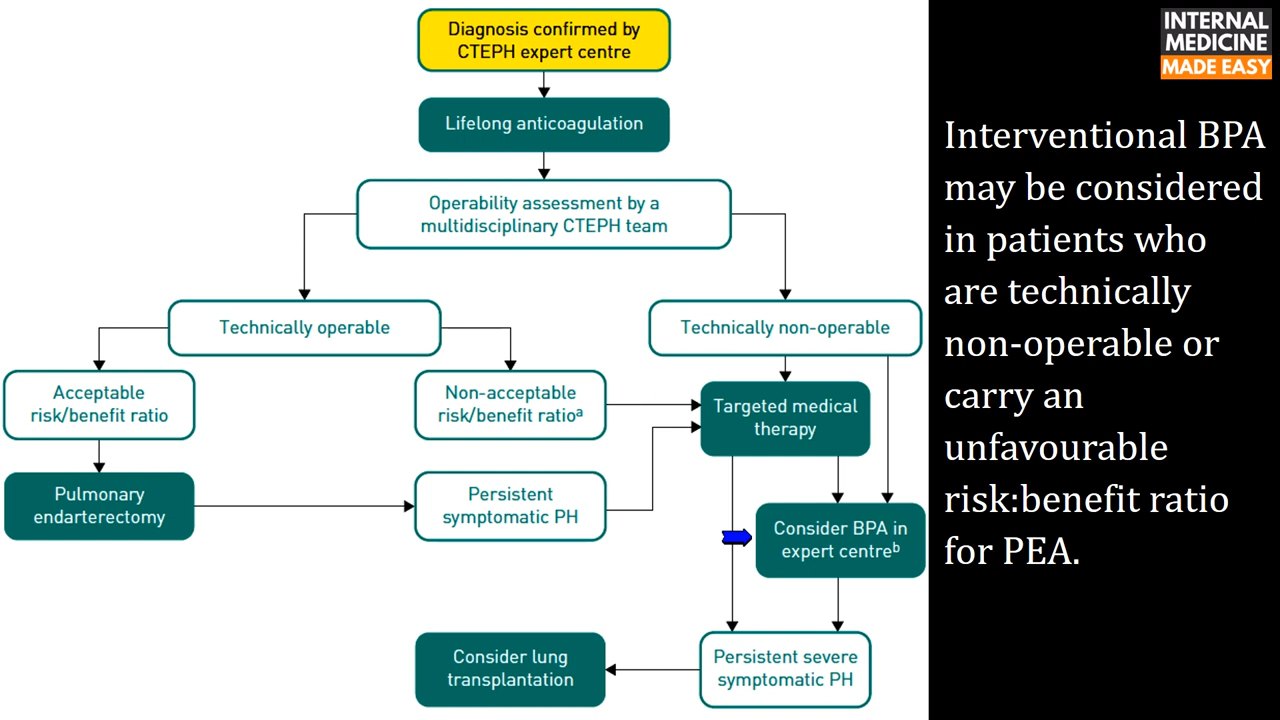 Diagnosis confirmed by
CTEPH expert centre
Lifelong anticoagulation
Operability assessment by a
multidisciplinary CTEPH team
Technically operable
Technically non-operable
Acceptable
risk/benefit ratio
Non-acceptable
risk/benefit ratioᵃ
Targeted medical
therapy
Pulmonary
endarterectomy
Persistent
symptomatic PH
Consider BPA in
expert centreᵇ
Consider lung
transplantation
Persistent severe
symptomatic PH
INTERNAL
MEDICINE
MADE EASY
Interventional BPA
may be considered
in patients who
are technically
non-operable or
carry an
unfavourable
risk:benefit ratio
for PEA.